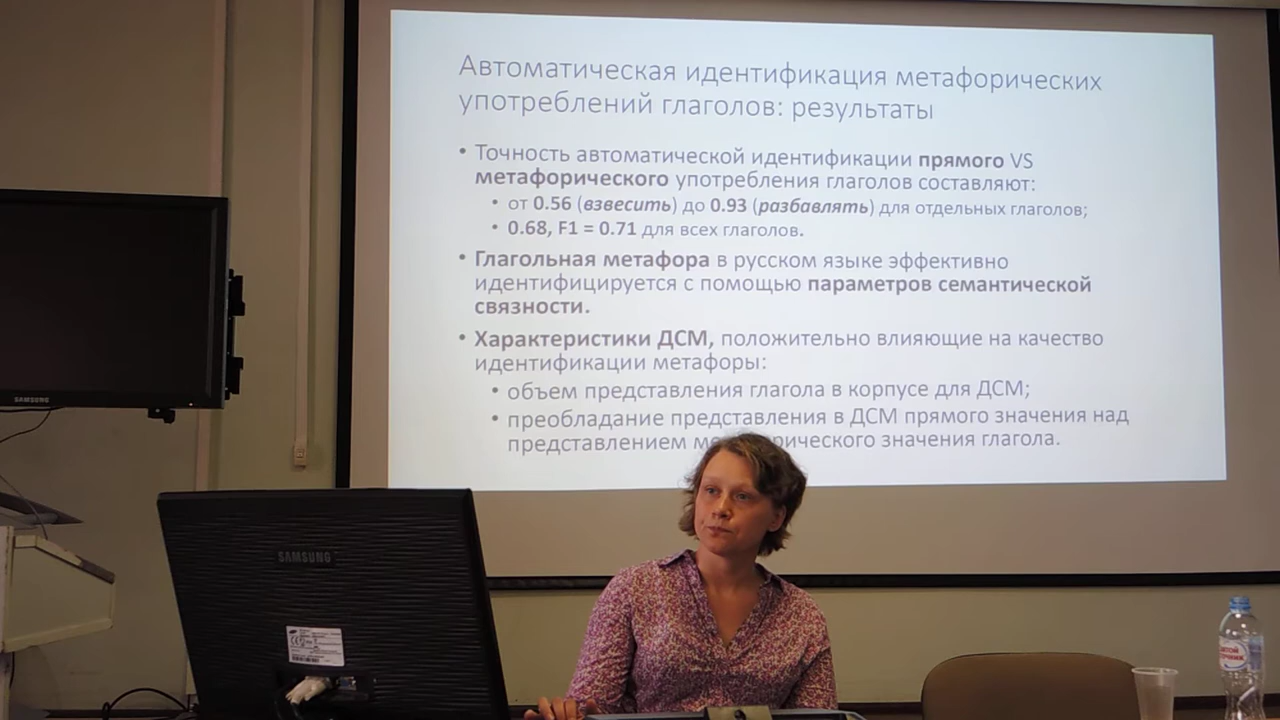 Автоматическая идентификация метафорических
употреблений глаголов: результаты
• Точность автоматической идентификации прямого VS
метафорического употребления глаголов составляют:
• от 0.56 (взвесить) до 0.93 (разбавлять) для отдельных глаголов;
• 0.68, F1 = 0.71 для всех глаголов.
• Глагольная метафора в русском языке эффективно
идентифицируется с помощью параметров семантической
связности.
• Характеристики ДСМ, положительно влияющие на качество
идентификации метафоры:
• объем представления глагола в корпусе для ДСМ;
• преобладание представления в ДСМ прямого значения над
представлением значения глагола.
SAMSUNG
SAMSUNG